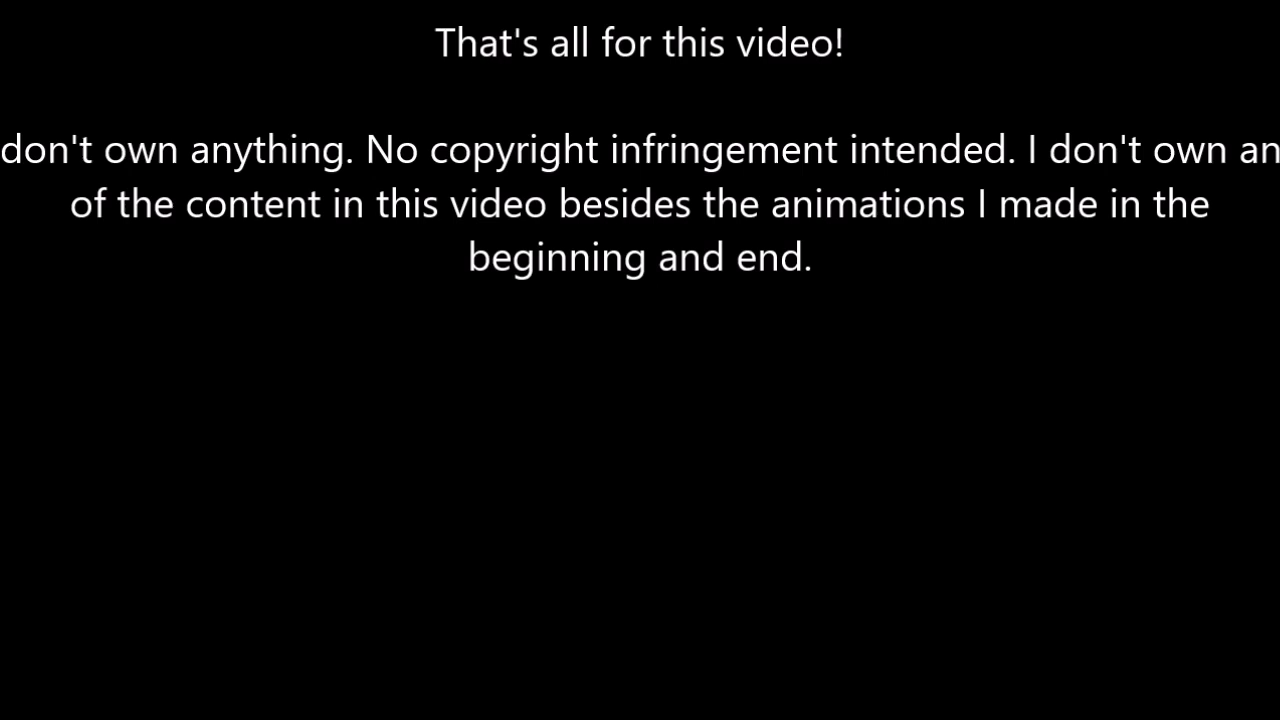 That's all for this video!
don't own anything. No copyright infringement intended. I don't own an
of the content in this video besides the animations I made in the
beginning and end.